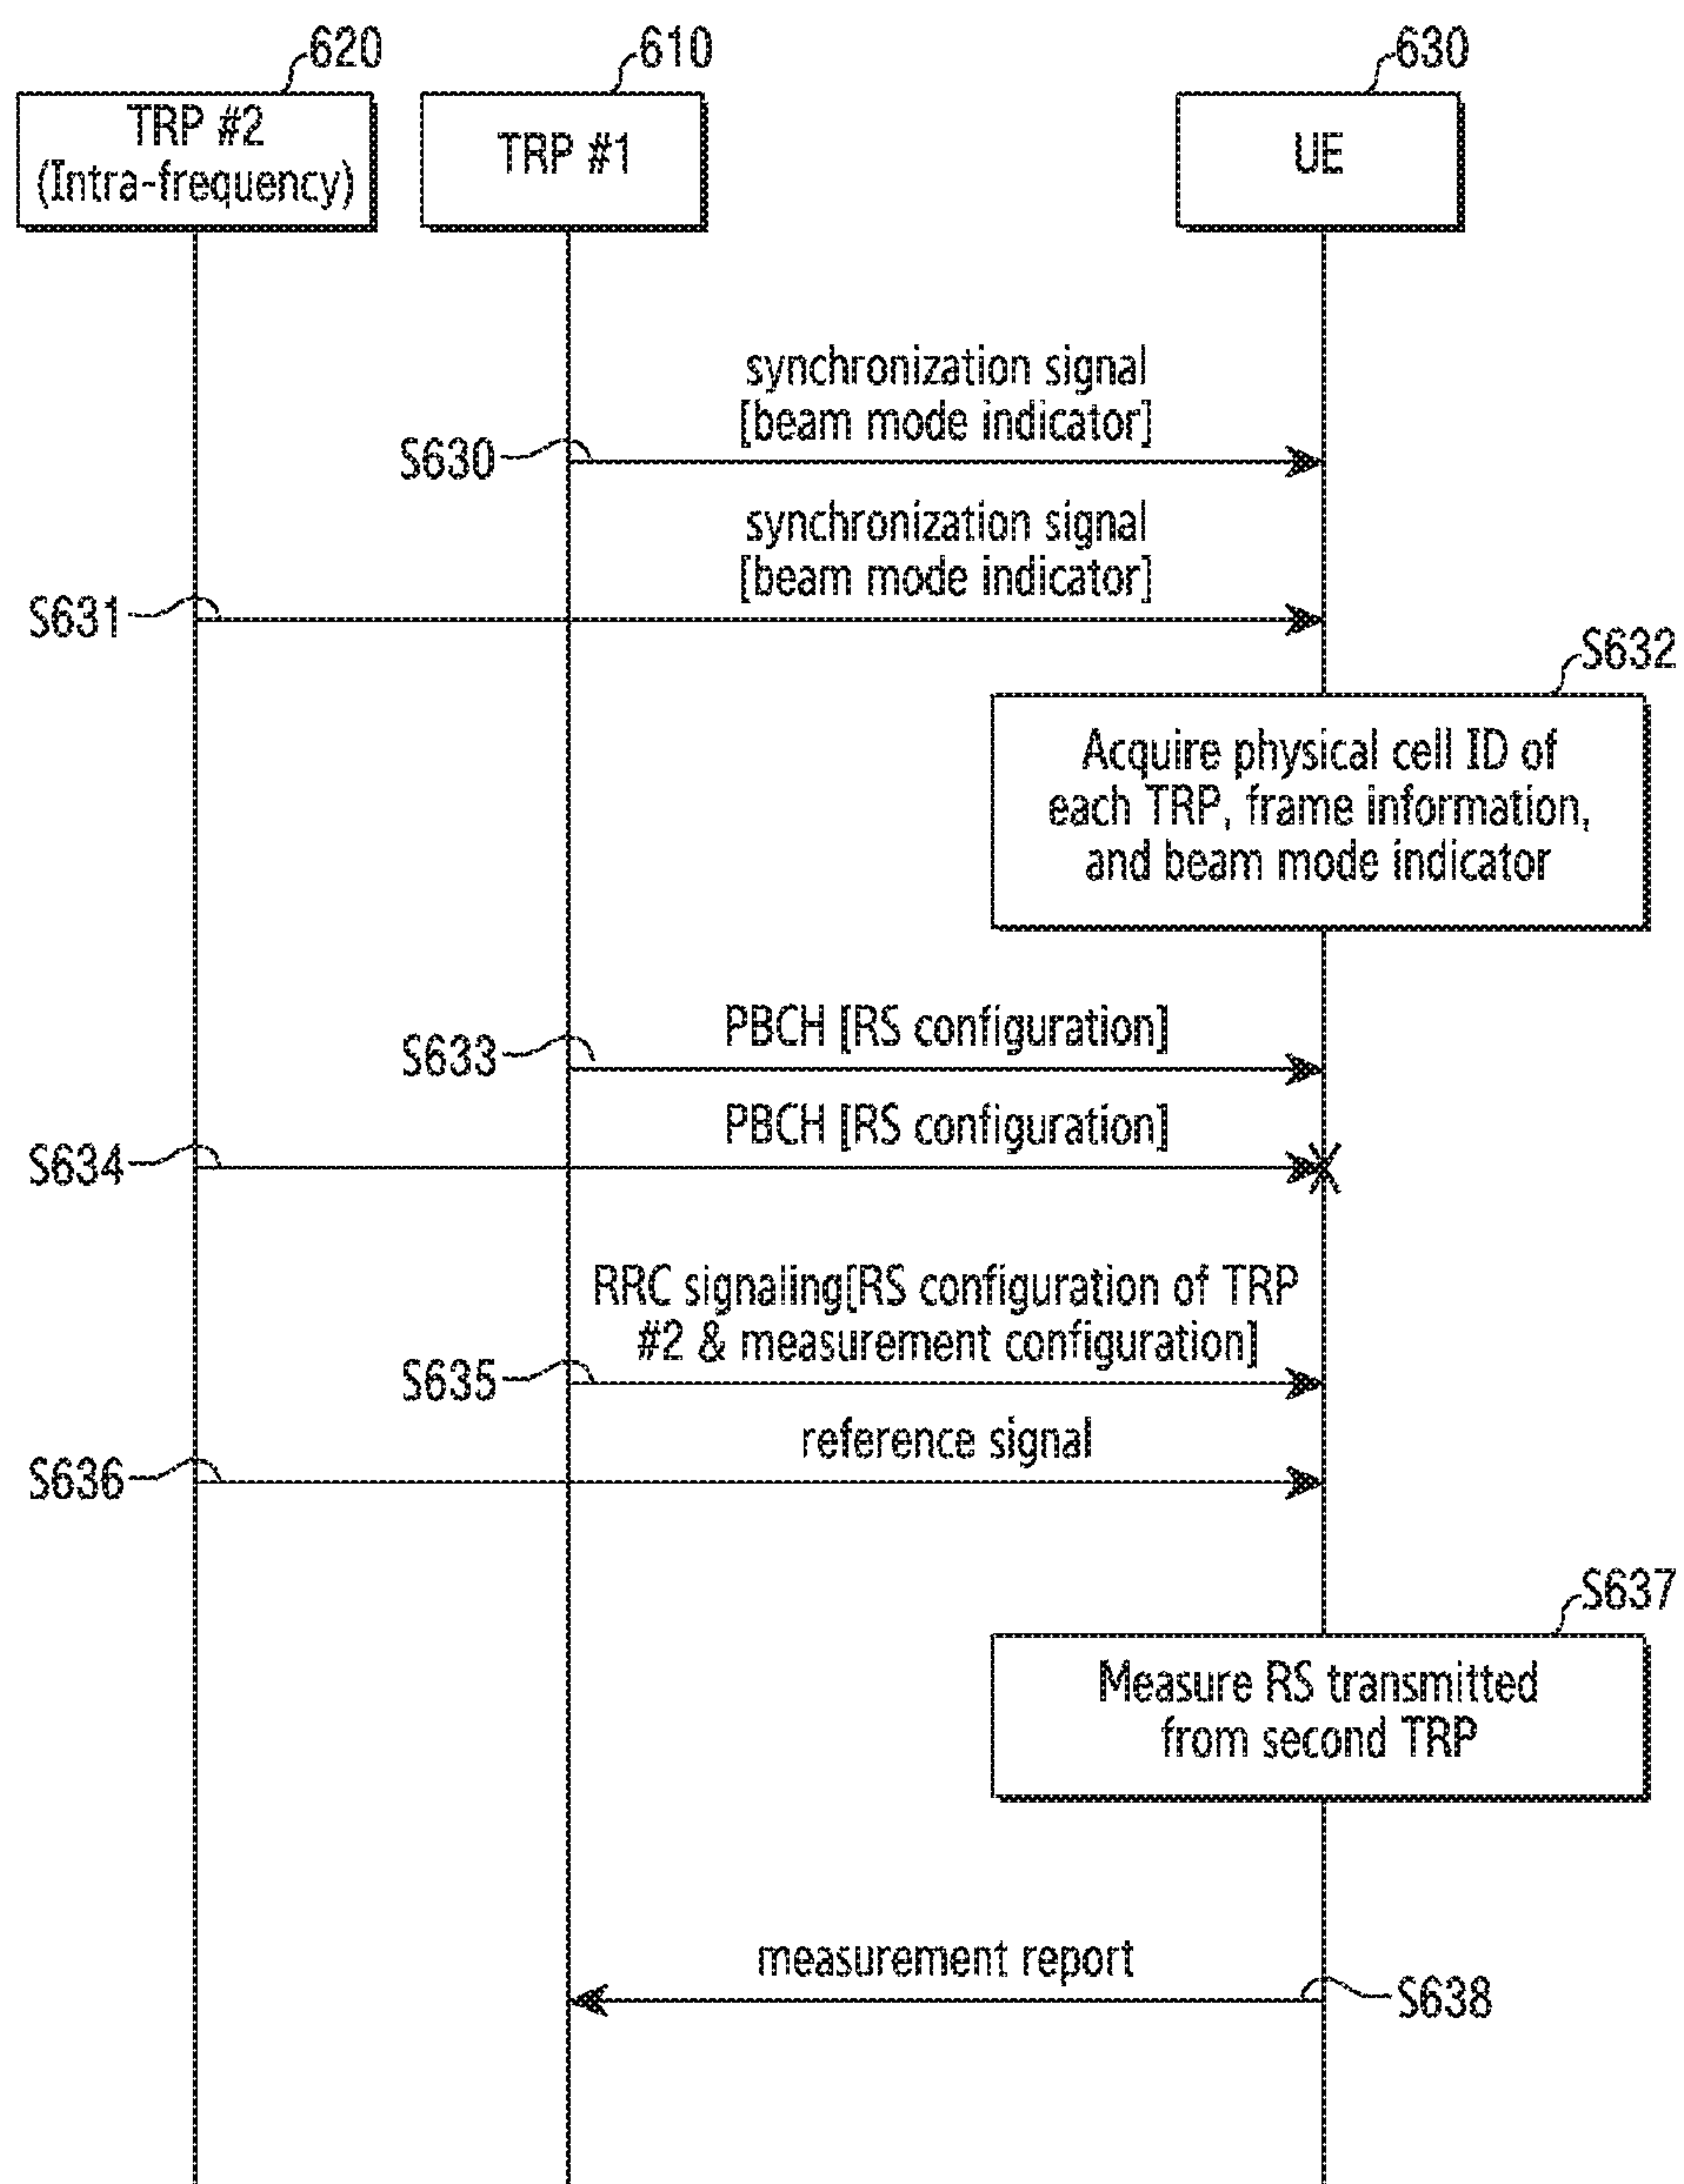 620
610
630
TRP #2
(Intra-frequency)
TRP #1
UE
synchronization signal
[beam mode indicator]
S630
synchronization signal
[beam mode indicator]
S631
S632
Acquire physical cell ID of
each TRP, frame information,
and beam mode indicator
PBCH [RS configuration]
S633
PBCH [RS configuration]
S634
RRC signaling[RS configuration of TRP
#2 & measurement configuration]
S635
reference signal
S636
S637
Measure RS transmitted
from second TRP
measurement report
S638